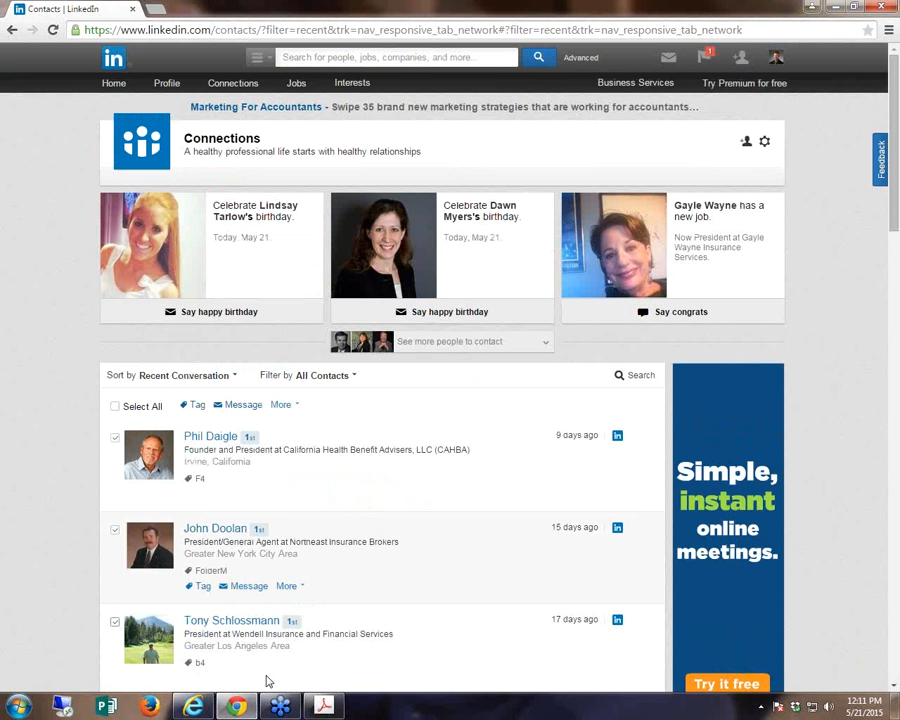 Contacts | LinkedIn
https://www.linkedin.com/contacts/?filter=recent&trk=nav_responsive_tab_network#?filter=recent&trk=nav_responsive_tab_network
in
Search for people, jobs, companies, and more...
Advanced
1
Home
Profile
Connections
Jobs
Interests
Business Services
Try Premium for free
Marketing For Accountants - Swipe 35 brand new marketing strategies that are working for accountants…
Feedback
Connections
A healthy professional life starts with healthy relationships
Celebrate Lindsay
Tarlow's birthday.
Today, May 21.
Say happy birthday
Celebrate Dawn
Myers's birthday.
Today, May 21.
Say happy birthday
Gayle Wayne has a
new job.
Now President at Gayle
Wayne Insurance
Services.
Say congrats
See more people to contact
Sort by Recent Conversation
Filter by All Contacts
Search
Select All
Tag
Message
More
Phil Daigle 1st
9 days ago
in
Founder and President at California Health Benefit Advisers, LLC (CAHBA)
Irvine, California
F4
John Doolan 1st
15 days ago
in
President/General Agent at Northeast Insurance Brokers
Greater New York City Area
FolderM
Tag
Message
More
Tony Schlossmann 1st
17 days ago
in
President at Wendell Insurance and Financial Services
Greater Los Angeles Area
b4
Simple,
instant
online
meetings.
Try it free
12:11 PM
5/21/2015